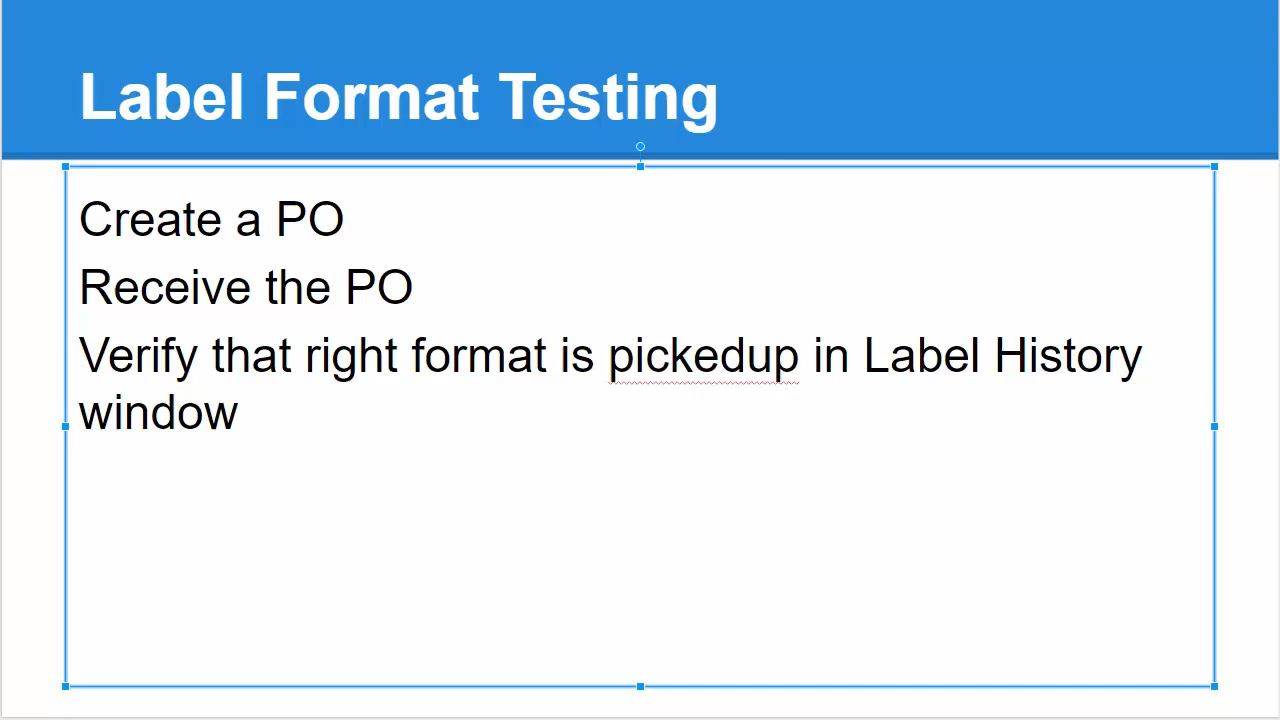 Label Format Testing
Create a PO
Receive the PO
Verify that right format is pickedup in Label History
window